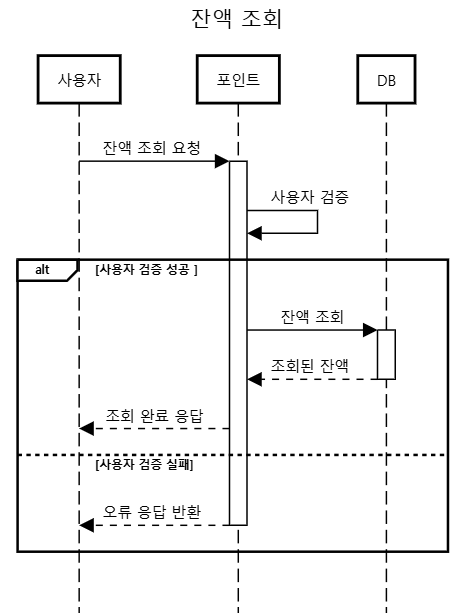 잔액 조회
사용자
포인트
DB
잔액 조회 요청
사용자 검증
alt
[사용자 검증 성공 ]
잔액 조회
조회된 잔액
조회 완료 응답
[사용자 검증 실패]
오류 응답 반환